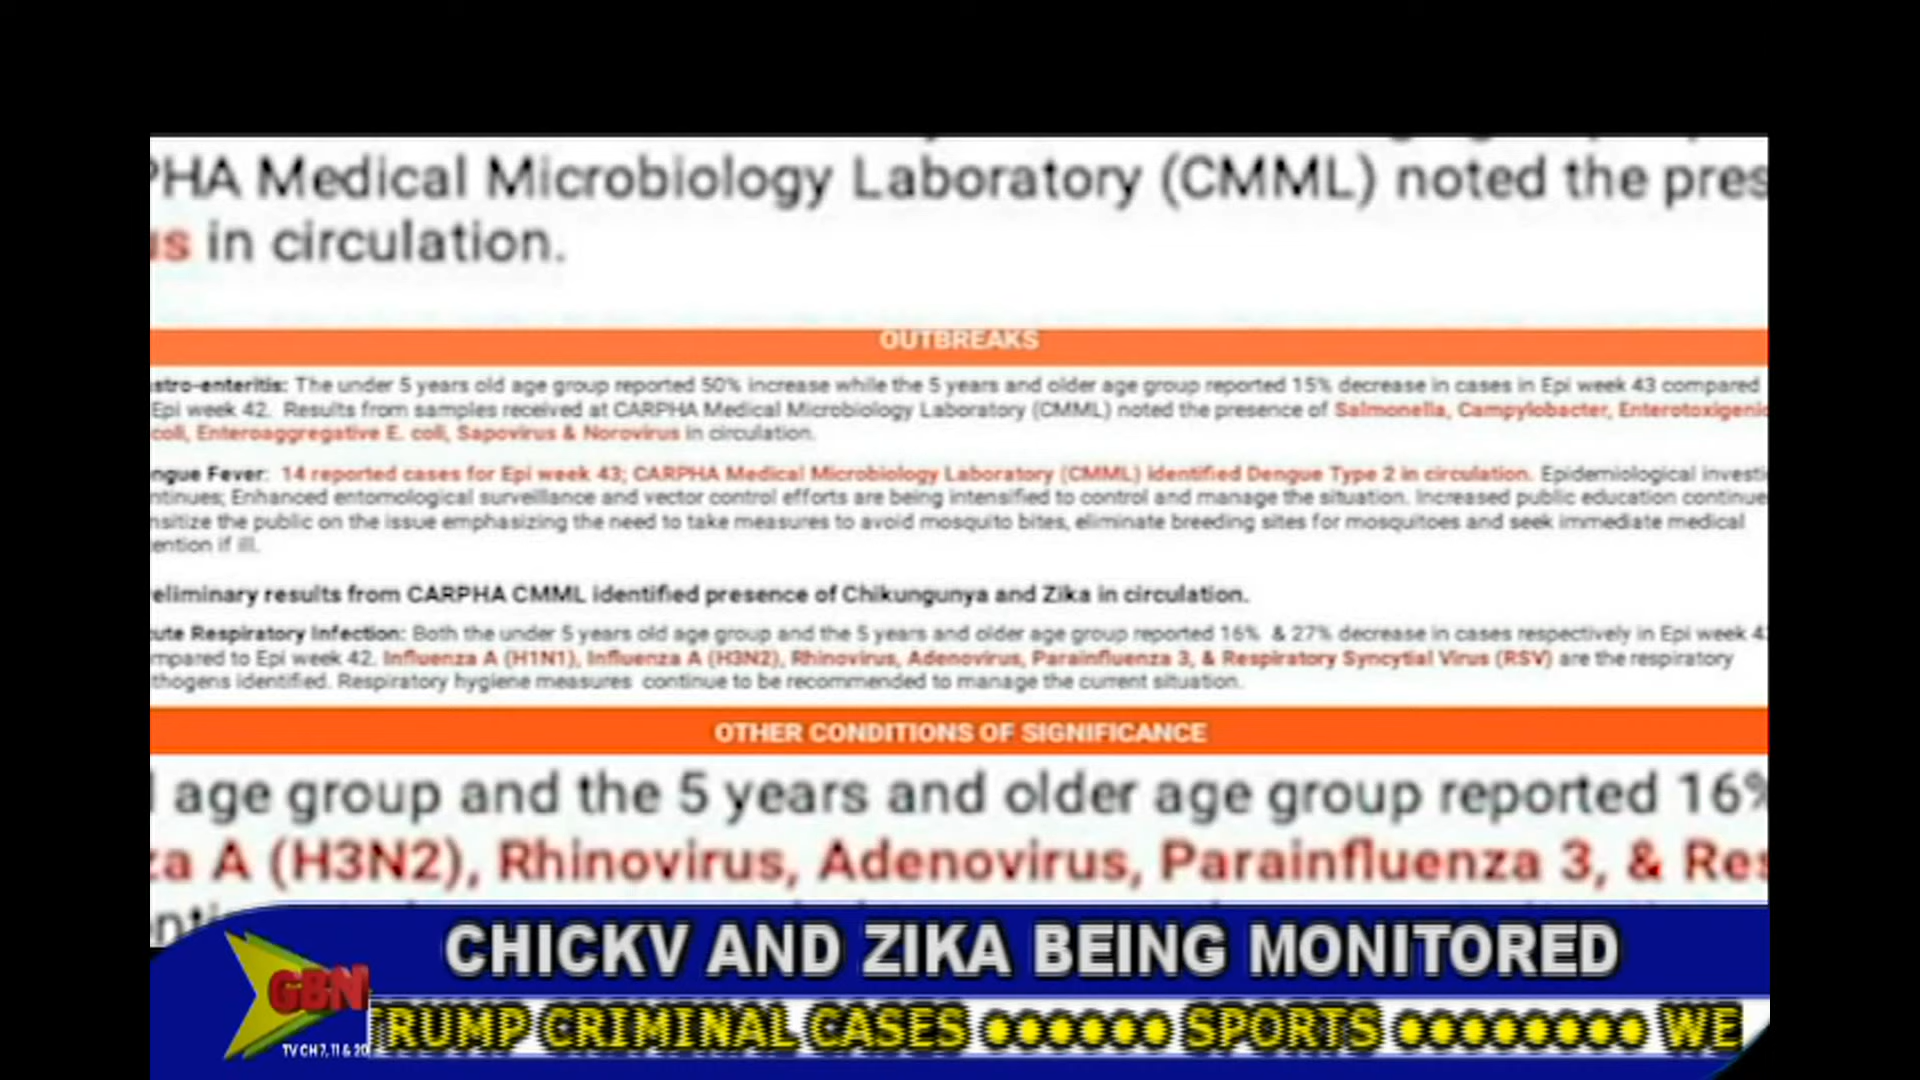 PHA Medical Microbiology Laboratory (CMML) noted the pres
us in circulation.
OUTBREAKS
stro-enteritis: The under 5 years old age group reported 50% increase while the 5 years and older age group reported 15% decrease in cases in Epi week 43 compared
Epi week 42. Results from samples received at CARPHA Medical Microbiology Laboratory (CMML) noted the presence of Salmonella, Campylobacter, Enterotoxigenic
coli, Enteroaggregative E. coli, Sapovirus & Norovirus in circulation.
ngue Fever: 14 reported cases for Epi week 43; CARPHA Medical Microbiology Laboratory (CMML) identified Dengue Type 2 in circulation. Epidemiological investi
ntinues; Enhanced entomological surveillance and vector control efforts are being intensified to control and manage the situation. Increased public education continue
nsitize the public on the issue emphasizing the need to take measures to avoid mosquito bites, eliminate breeding sites for mosquitoes and seek immediate medical
ention if ill.
eliminary results from CARPHA CMML identified presence of Chikungunya and Zika in circulation.
ute Respiratory Infection: Both the under 5 years old age group and the 5 years and older age group reported 16% & 27% decrease in cases respectively in Epi week 4
mpared to Epi week 42. Influenza A (H1N1), Influenza A (H3N2), Rhinovirus, Adenovirus, Parainfluenza 3, & Respiratory Syncytial Virus (RSV) are the respiratory
thogens identified. Respiratory hygiene measures continue to be recommended to manage the current situation.
OTHER CONDITIONS OF SIGNIFICANCE
age group and the 5 years and older age group reported 16%
za A (H3N2), Rhinovirus, Adenovirus, Parainfluenza 3, & Res
CHICKV AND ZIKA BEING MONITORED
GBN
TV CH 7, 11 & 20
TRUMP CRIMINAL CASES ●●●●●● SPORTS ●●●●●●●● WE